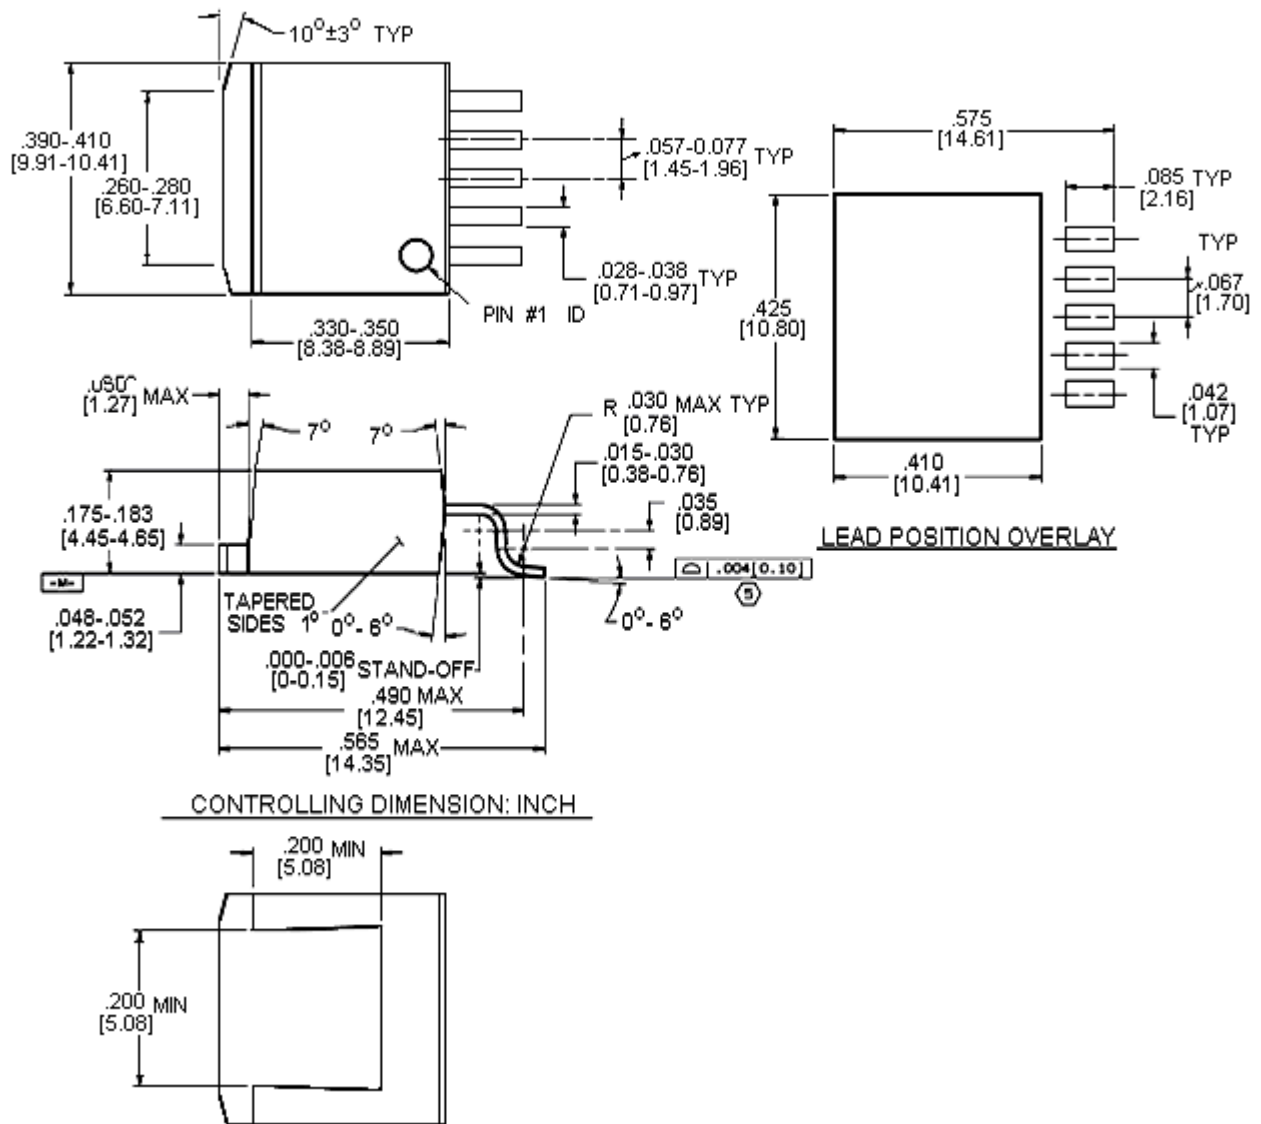 10°±3° TYP
.390-.410
[9.91-10.41]
.260-.280
[6.60-7.11]
.057-0.077 TYP
[1.45-1.96]
.028-.038 TYP
[0.71-0.97]
PIN #1 ID
.330-.350
[8.38-8.89]
.575
[14.61]
.085 TYP
[2.16]
TYP
.067
[1.70]
.425
[10.80]
.042
[1.07]
TYP
.410
[10.41]
LEAD POSITION OVERLAY
MAX
[1.27]
7°
7°
R .030 MAX TYP
[0.76]
.015-.030
[0.38-0.76]
.035
[0.89]
.175-.183
[4.45-4.65]
-M-
.004[0.10]
5
.048-.052
[1.22-1.32]
TAPERED
SIDES 1°
0°-6°
0°-6°
.000-.006 STAND-OFF
[0-0.15]
.490 MAX
[12.45]
.565 MAX
[14.35]
CONTROLLING DIMENSION: INCH
.200 MIN
[5.08]
.200 MIN
[5.08]